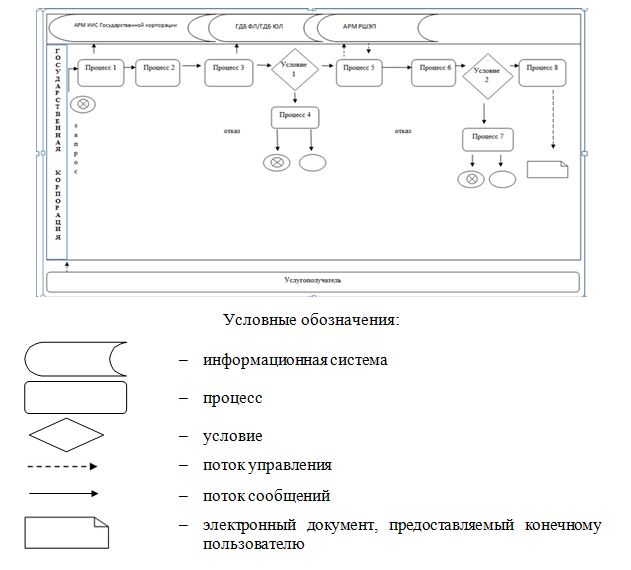 АРМ ИИС Государственной корпорации
ГДБ ФЛ/ГДБ ЮЛ
АРМ РШЭП
ГОСУДАРСТВЕННАЯ КОРПОРАЦИЯ
Процесс 1
Процесс 2
Процесс 3
Условие
1
Процесс 5
Процесс 6
Условие
2
Процесс 8
запрос
Процесс 4
отказ
отказ
Процесс 7
Услугополучатель
Условные обозначения:
– информационная система
– процесс
– условие
– поток управления
– поток сообщений
– электронный документ, предоставляемый конечному
пользователю